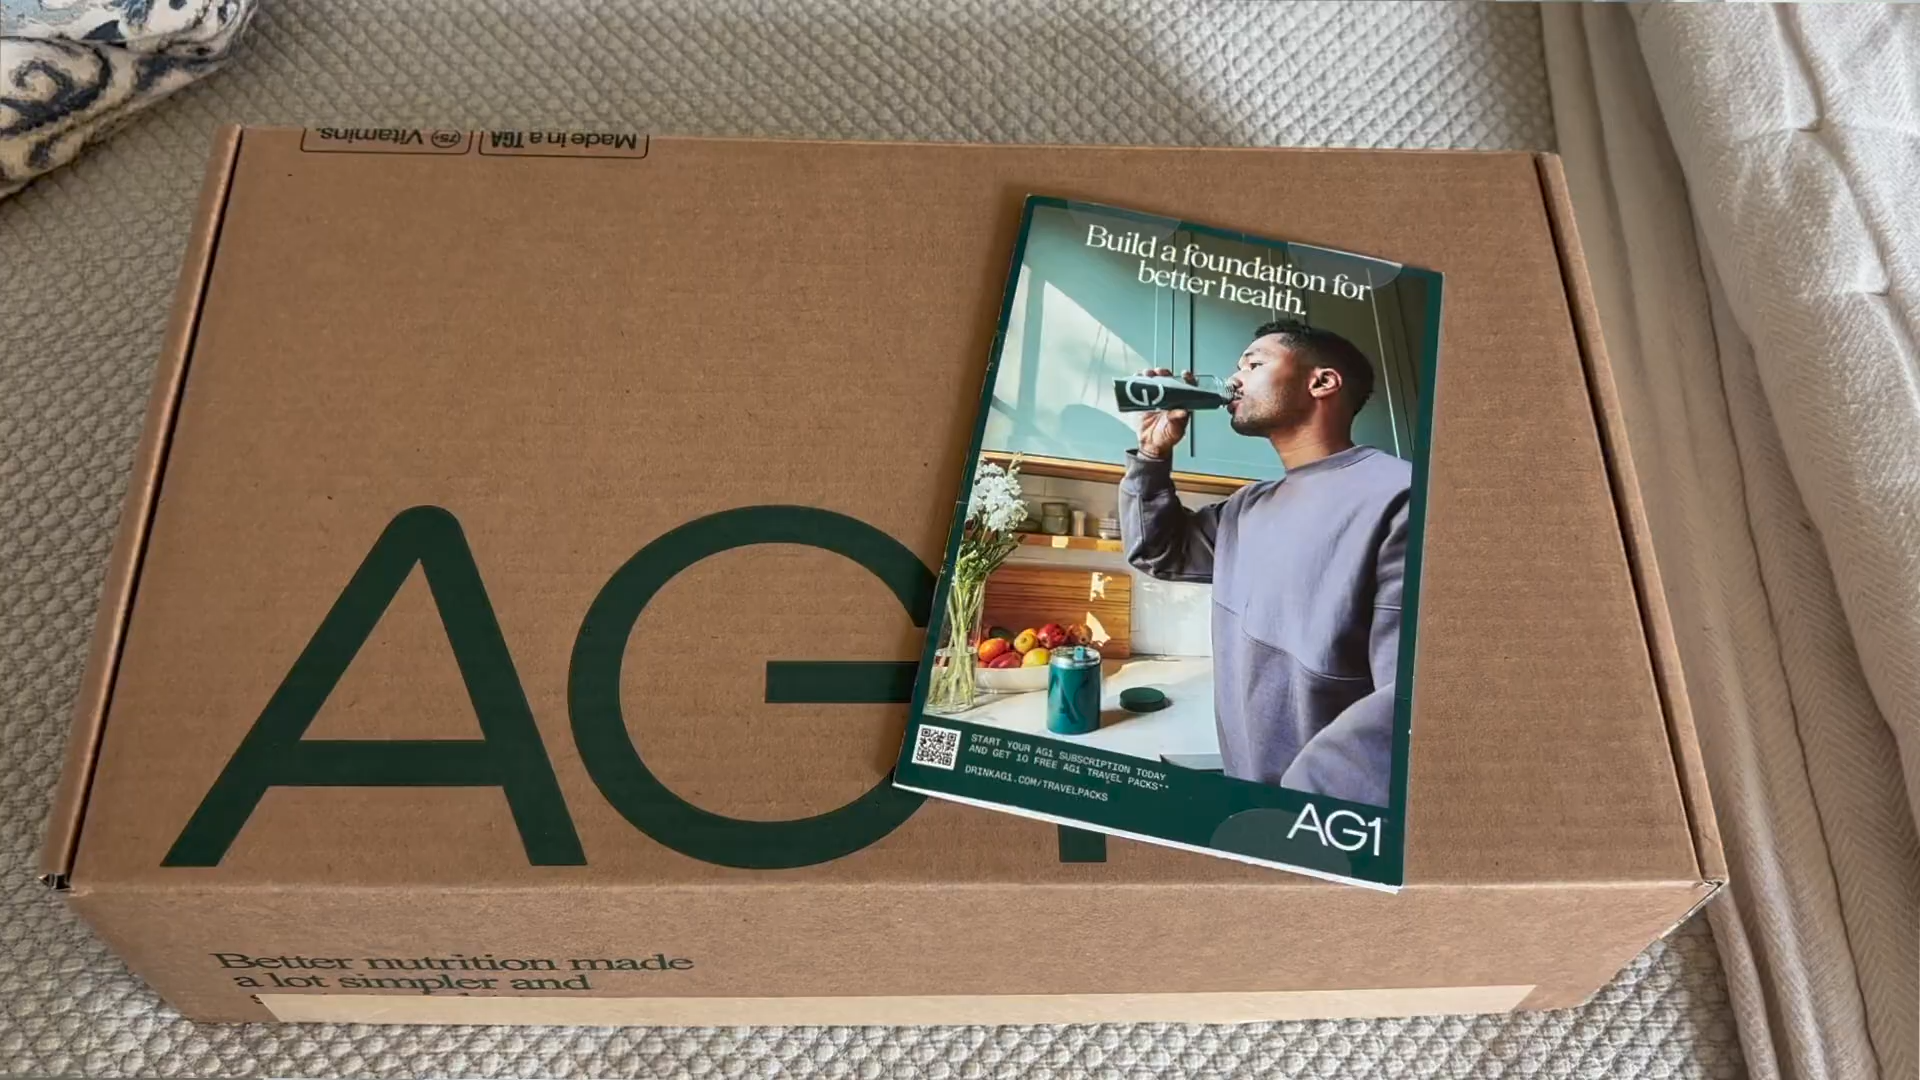 75+ Vitamins,
Made in a TGA
Build a foundation for
better health.
START YOUR AG1 SUBSCRIPTION TODAY
AND GET 10 FREE AG1 TRAVEL PACKS**
DRINKAG1.COM/TRAVELPACKS
AG1
AG1
Better nutrition made
a lot simpler and